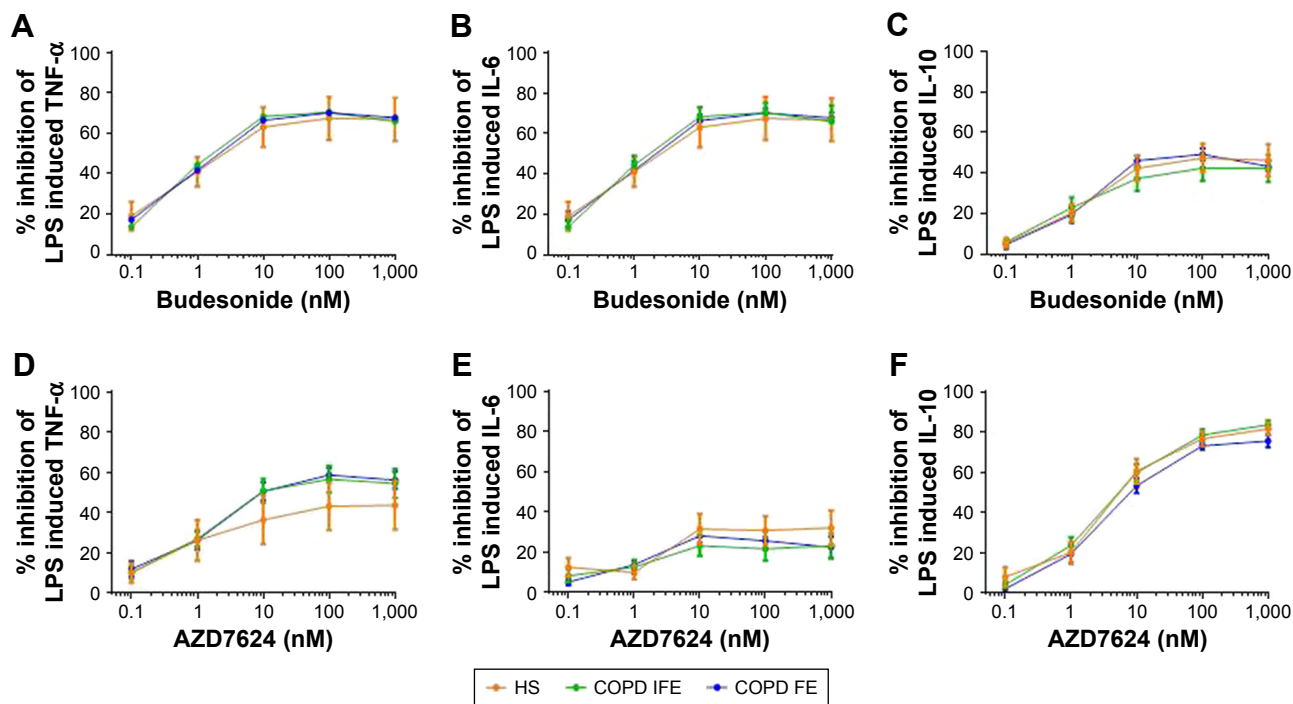 A
% inhibition of
LPS induced TNF-α
100
80
60
40
20
0
0.1 1 10 100 1,000
Budesonide (nM)
B
% inhibition of
LPS induced IL-6
100
80
60
40
20
0
0.1 1 10 100 1,000
Budesonide (nM)
C
% inhibition of
LPS induced IL-10
100
80
60
40
20
0
0.1 1 10 100 1,000
Budesonide (nM)
D
% inhibition of
LPS induced TNF-α
100
80
60
40
20
0
0.1 1 10 100 1,000
AZD7624 (nM)
E
% inhibition of
LPS induced IL-6
100
80
60
40
20
0
0.1 1 10 100 1,000
AZD7624 (nM)
F
% inhibition of
LPS induced IL-10
100
80
60
40
20
0
0.1 1 10 100 1,000
AZD7624 (nM)
HS COPD IFE COPD FE